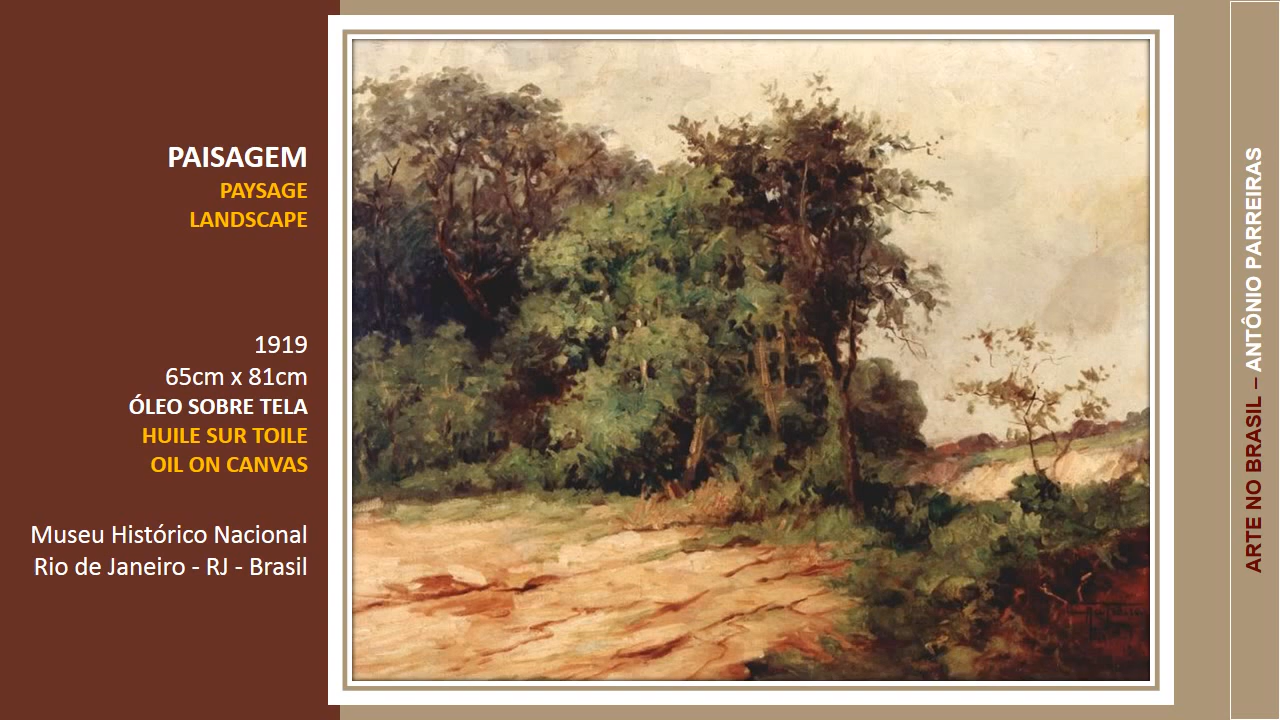 PAISAGEM
PAYSAGE
LANDSCAPE
1919
65cm x 81cm
ÓLEO SOBRE TELA
HUILE SUR TOILE
OIL ON CANVAS
Museu Histórico Nacional
Rio de Janeiro - RJ - Brasil
ARTE NO BRASIL – ANTÔNIO PARREIRAS